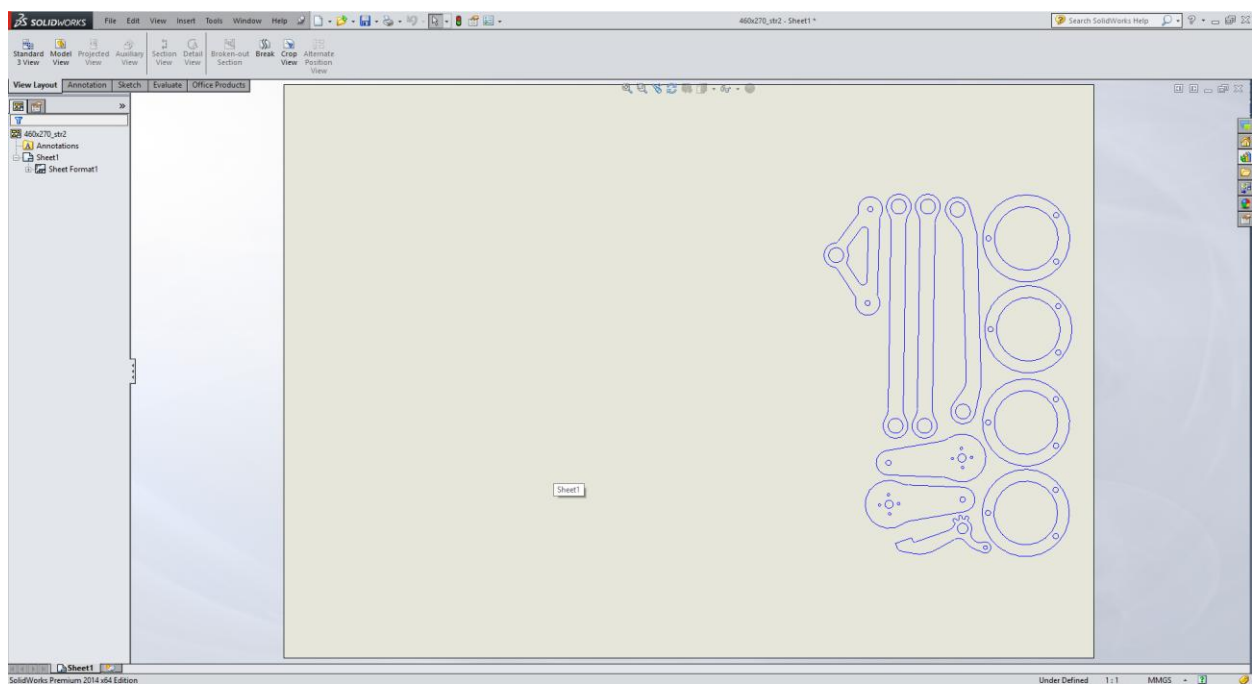 SOLIDWORKS File Edit View Insert Tools Window Help 460x270_str2 - Sheet1 * Search SolidWorks Help
Standard 3 View
Model View
Projected View
Auxiliary View
Section View
Detail View
Broken-out Section
Break
Crop View
Alternate Position View
View Layout Annotation Sketch Evaluate Office Products
460x270_str2
A Annotations
Sheet1
Sheet Format1
Sheet1
Sheet1
SolidWorks Premium 2014 x64 Edition Under Defined 1:1 MMGS